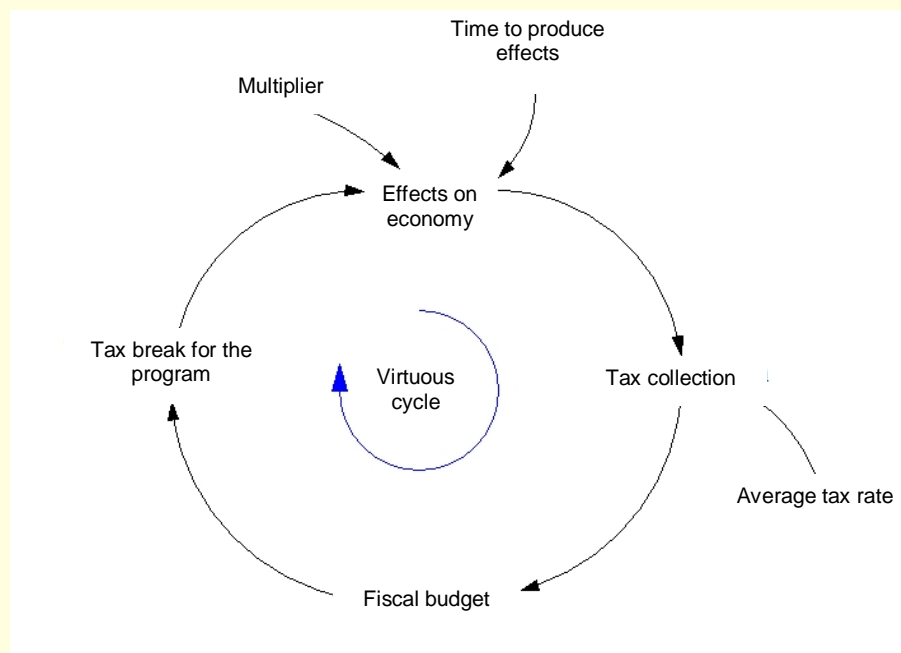 Time to produce
effects
Multiplier
Effects on
economy
Tax break for the
program
Virtuous
cycle
Tax collection
Average tax rate
Fiscal budget